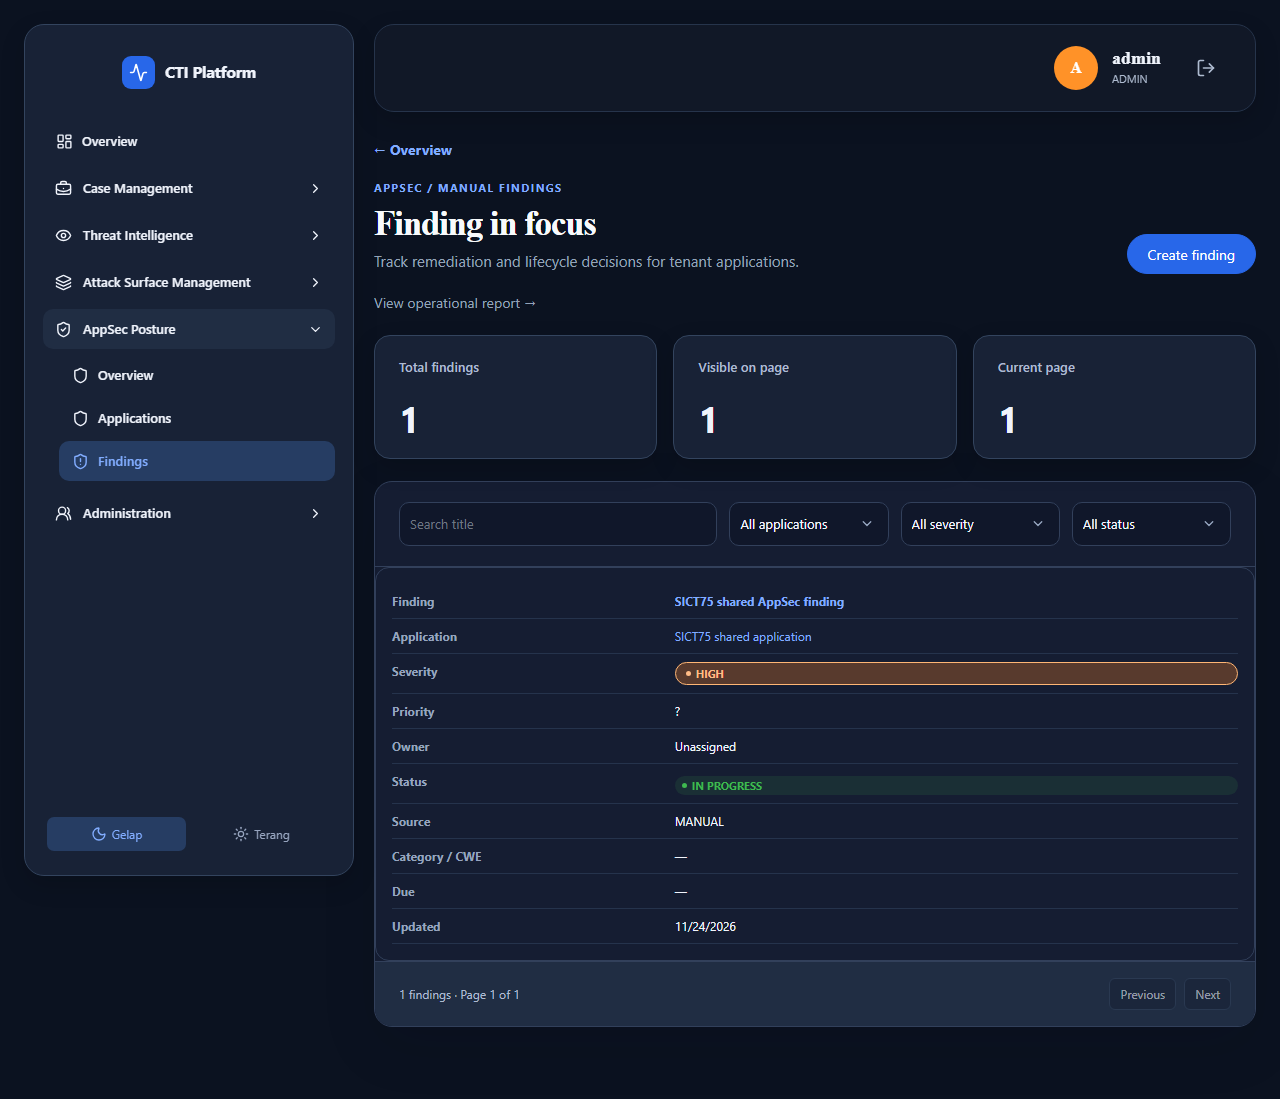 CTI Platform
Overview
Case Management
Threat Intelligence
Attack Surface Management
AppSec Posture
Overview
Applications
Findings
Administration
Gelap
Terang
A
admin
ADMIN
← Overview
APPSEC / MANUAL FINDINGS
Finding in focus
Track remediation and lifecycle decisions for tenant applications.
Create finding
View operational report →
Total findings
1
Visible on page
1
Current page
1
Search title
All applications
All severity
All status
Finding SICT75 shared AppSec finding
Application SICT75 shared application
Severity • HIGH
Priority ?
Owner Unassigned
Status • IN PROGRESS
Source MANUAL
Category / CWE —
Due —
Updated 11/24/2026
1 findings · Page 1 of 1
Previous
Next